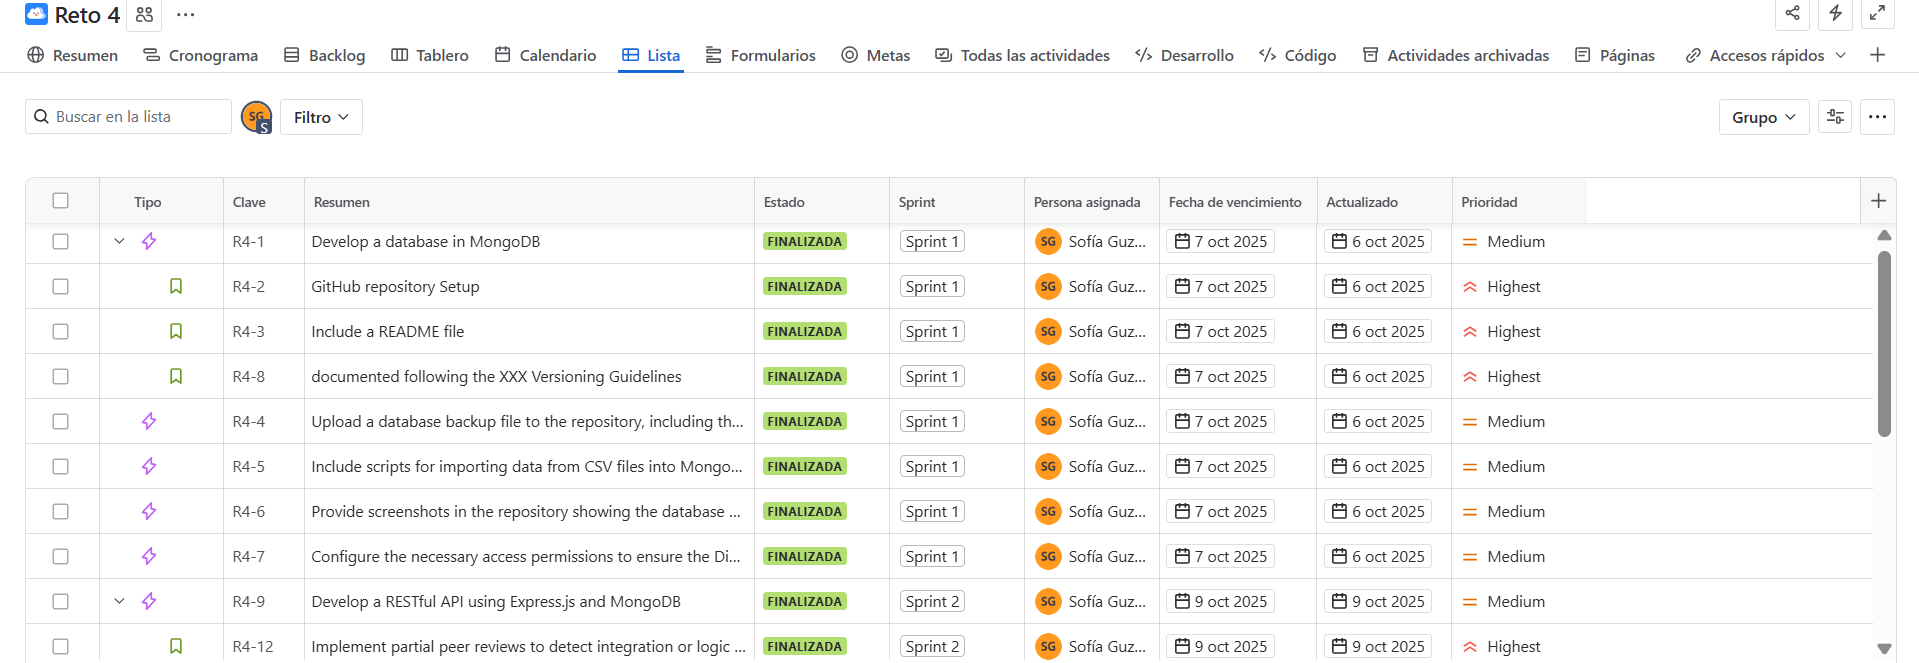 Reto 4
Resumen Cronograma Backlog Tablero Calendario Lista Formularios Metas Todas las actividades Desarrollo Código Actividades archivadas Páginas Accesos rápidos
Buscar en la lista SG S Filtro Grupo
Tipo Clave Resumen Estado Sprint Persona asignada Fecha de vencimiento Actualizado Prioridad
R4-1 Develop a database in MongoDB FINALIZADA Sprint 1 SG Sofía Guz... 7 oct 2025 6 oct 2025 Medium
R4-2 GitHub repository Setup FINALIZADA Sprint 1 SG Sofía Guz... 7 oct 2025 6 oct 2025 Highest
R4-3 Include a README file FINALIZADA Sprint 1 SG Sofía Guz... 7 oct 2025 6 oct 2025 Highest
R4-8 documented following the XXX Versioning Guidelines FINALIZADA Sprint 1 SG Sofía Guz... 7 oct 2025 6 oct 2025 Highest
R4-4 Upload a database backup file to the repository, including th... FINALIZADA Sprint 1 SG Sofía Guz... 7 oct 2025 6 oct 2025 Medium
R4-5 Include scripts for importing data from CSV files into Mongo... FINALIZADA Sprint 1 SG Sofía Guz... 7 oct 2025 6 oct 2025 Medium
R4-6 Provide screenshots in the repository showing the database ... FINALIZADA Sprint 1 SG Sofía Guz... 7 oct 2025 6 oct 2025 Medium
R4-7 Configure the necessary access permissions to ensure the Di... FINALIZADA Sprint 1 SG Sofía Guz... 7 oct 2025 6 oct 2025 Medium
R4-9 Develop a RESTful API using Express.js and MongoDB FINALIZADA Sprint 2 SG Sofía Guz... 9 oct 2025 9 oct 2025 Medium
R4-12 Implement partial peer reviews to detect integration or logic ... FINALIZADA Sprint 2 SG Sofía Guz... 9 oct 2025 9 oct 2025 Highest